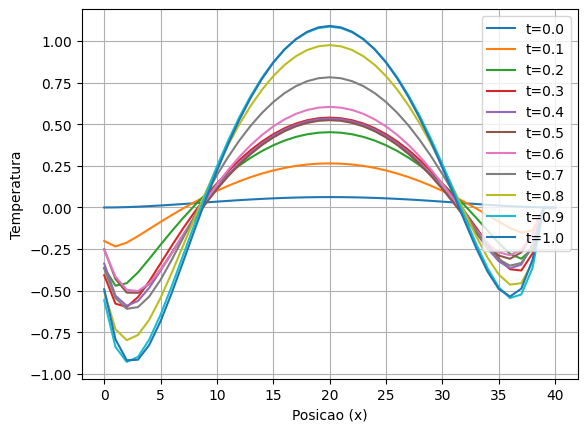 1.00
0.75
0.50
0.25
0.00
−0.25
−0.50
−0.75
−1.00
Temperatura
0 5 10 15 20 25 30 35 40
Posicao (x)
t=0.0
t=0.1
t=0.2
t=0.3
t=0.4
t=0.5
t=0.6
t=0.7
t=0.8
t=0.9
t=1.0